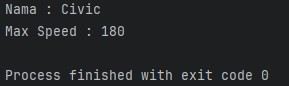 Nama : Civic
Max Speed : 180
Process finished with exit code 0